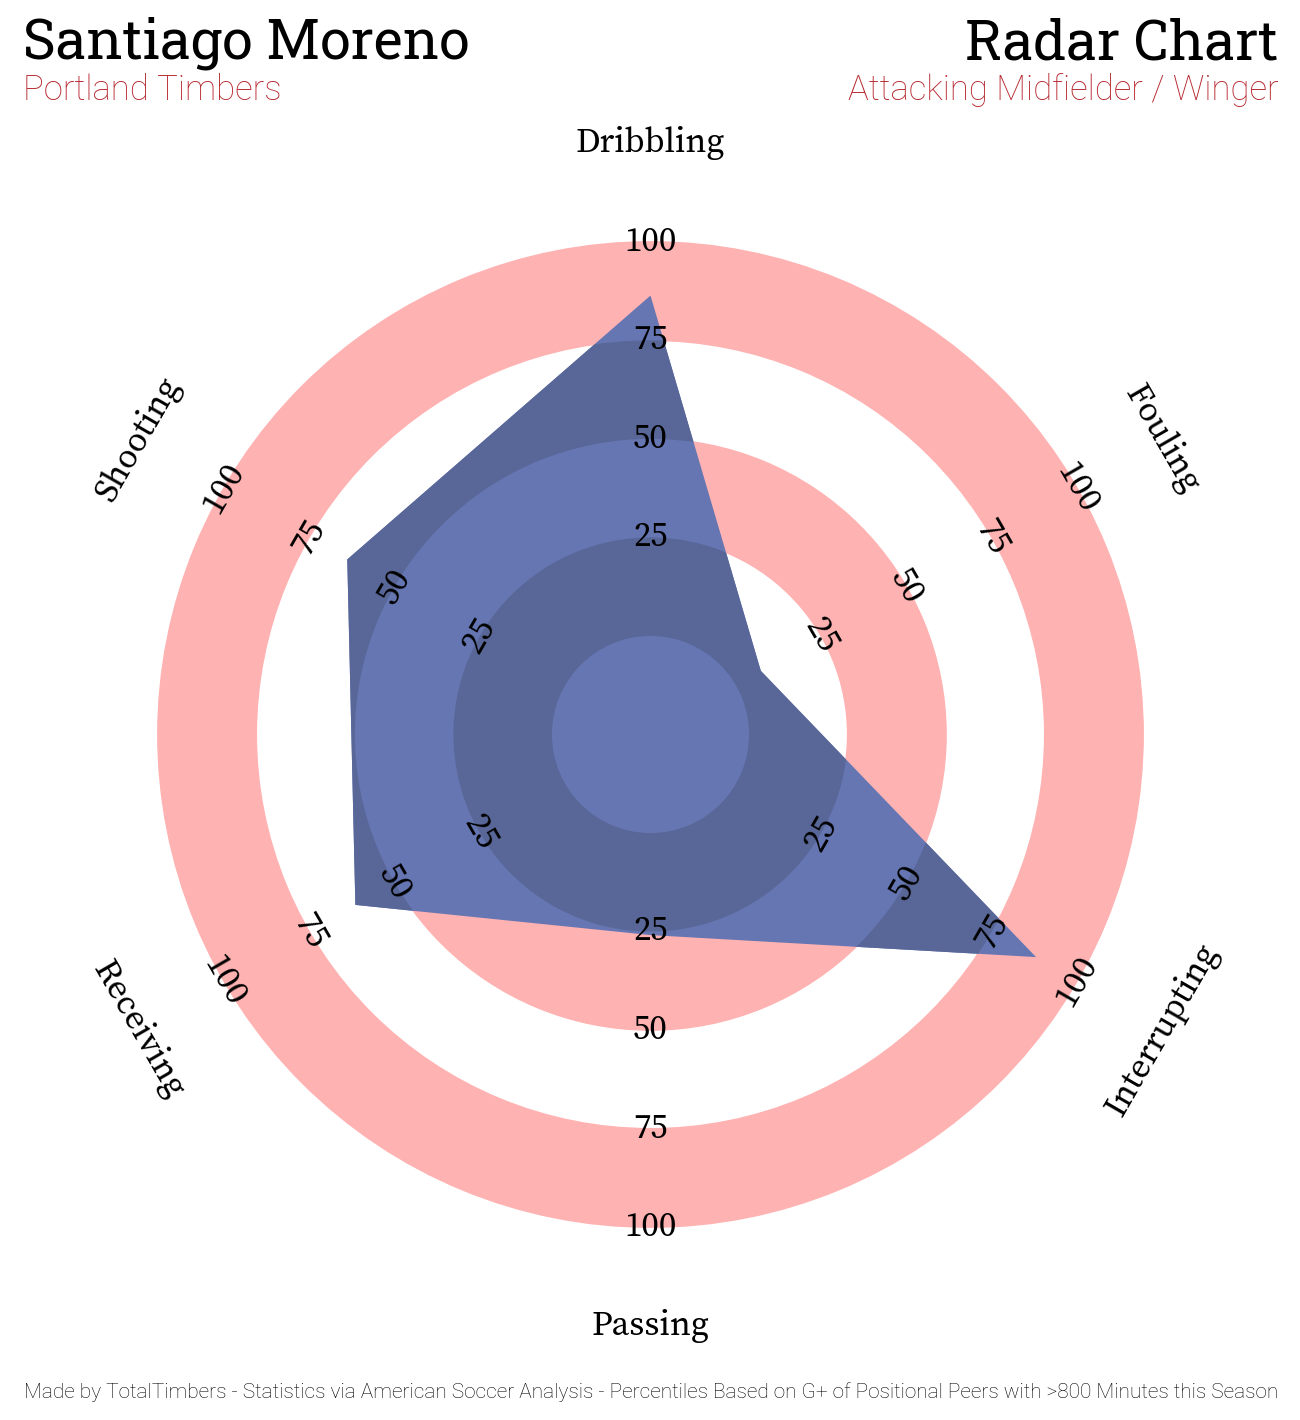 Santiago Moreno
Radar Chart
Portland Timbers
Attacking Midfielder / Winger
Dribbling
100
75
50
25
Fouling
100
75
50
25
Interrupting
25
50
75
100
Passing
25
50
75
100
Receiving
25
50
75
100
Shooting
100
75
50
25
Made by TotalTimbers - Statistics via American Soccer Analysis - Percentiles Based on G+ of Positional Peers with >800 Minutes this Season